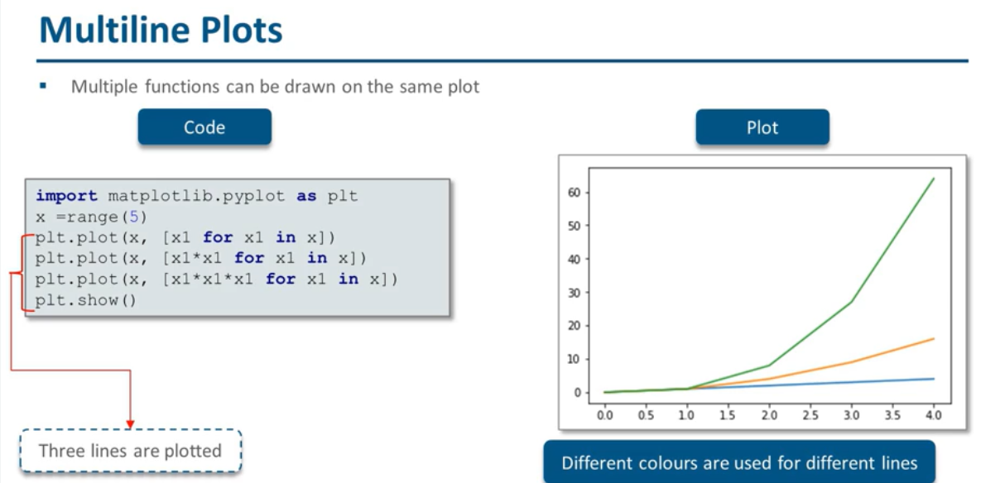 Multiline Plots
▪ Multiple functions can be drawn on the same plot
Code
import matplotlib.pyplot as plt
x =range(5)
plt.plot(x, [x1 for x1 in x])
plt.plot(x, [x1*x1 for x1 in x])
plt.plot(x, [x1*x1*x1 for x1 in x])
plt.show()
Three lines are plotted
Plot
60
50
40
30
20
10
0
0.0 0.5 1.0 1.5 2.0 2.5 3.0 3.5 4.0
Different colours are used for different lines